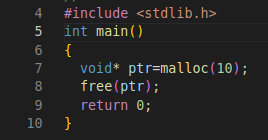 4 #include <stdlib.h>
5 int main()
6 {
7   void* ptr=malloc(10);
8   free(ptr);
9   return 0;
10 }